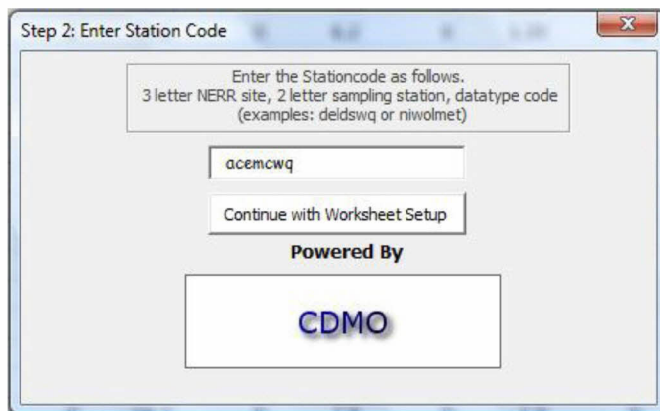 Step 2: Enter Station Code
Enter the Stationcode as follows.
3 letter NERR site, 2 letter sampling station, datatype code
(examples: deldswq or niwolmet)
acemcwq
Continue with Worksheet Setup
Powered By
CDMO